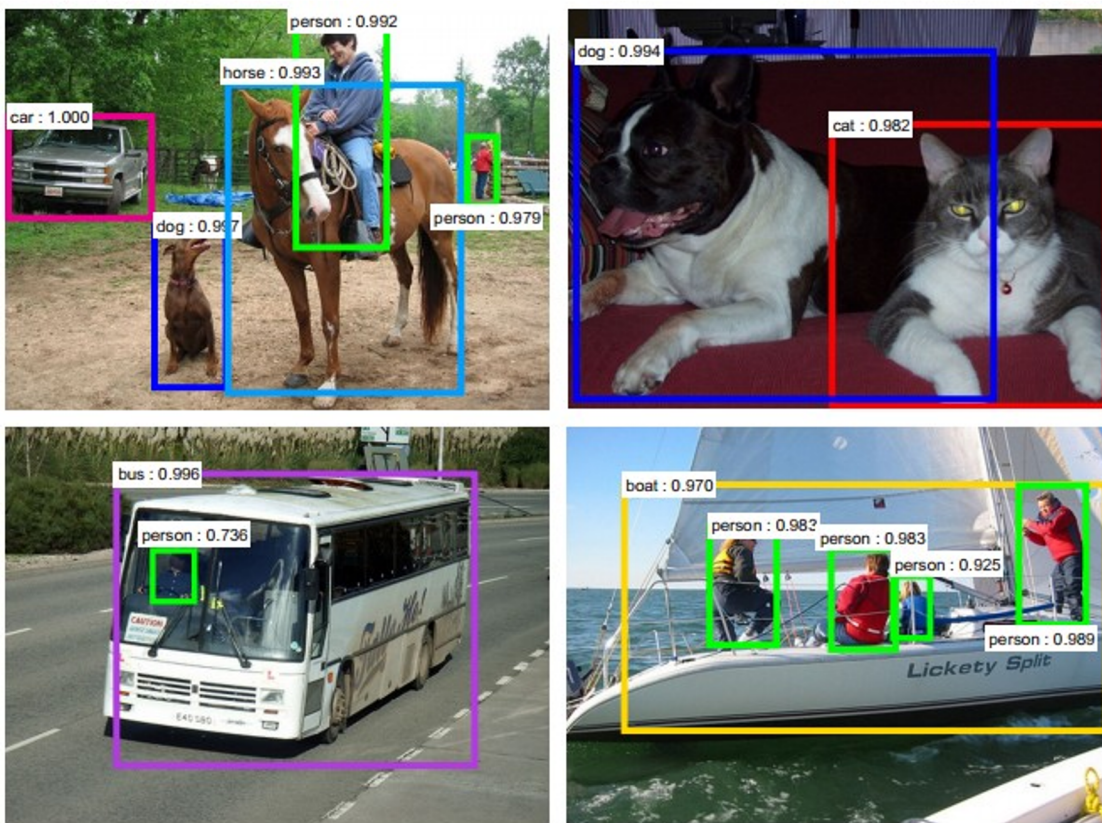 person : 0.992
horse : 0.993
car : 1.000
person : 0.979
dog : 0.997
dog : 0.994
cat : 0.982
bus : 0.996
person : 0.736
CAUTION
E40 SBO
boat : 0.970
person : 0.983
person : 0.983
person : 0.925
person : 0.989
Lickety Split